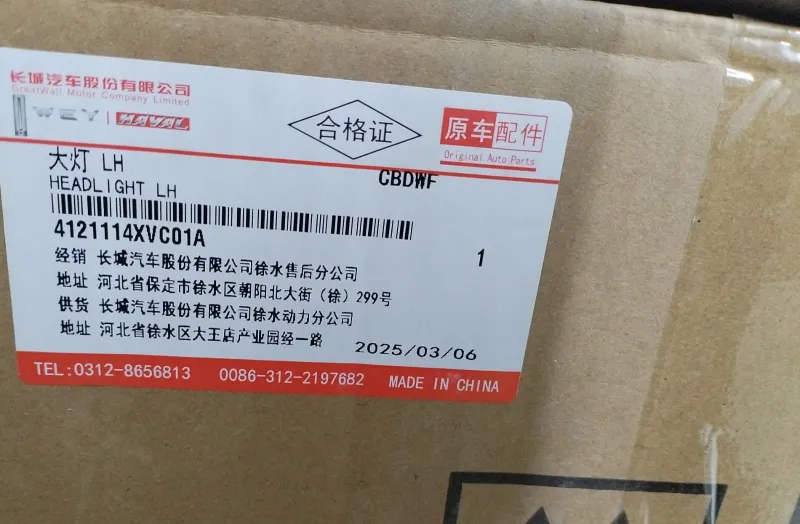 长城汽车股份有限公司
GreatWall Motor Company Limited
WEY HAVAL
合格证
原车配件
Original Auto Parts
大灯 LH
HEADLIGHT LH
CBDWF
4121114XVC01A
1
经销 长城汽车股份有限公司徐水售后分公司
地址 河北省保定市徐水区朝阳北大街（徐）299号
供货 长城汽车股份有限公司徐水动力分公司
地址 河北省徐水区大王店产业园经一路
2025/03/06
TEL:0312-8656813 0086-312-2197682 MADE IN CHINA